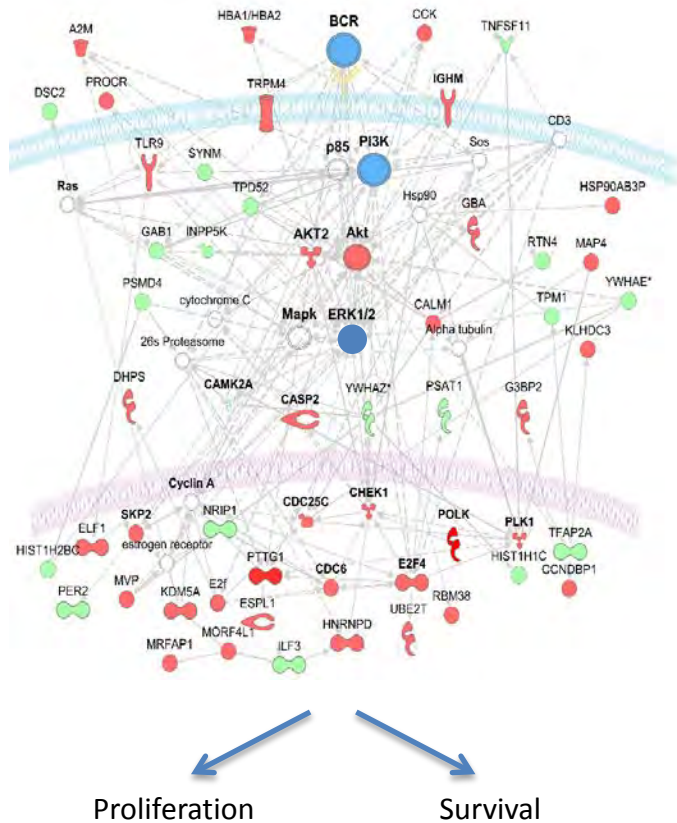 HBA1/HBA2
BCR
CCK
A2M
TNFSF11
PROCR
TRPM4
IGHM
DSC2
CD3
TLR9
p85
PI3K
Sos
SYNM
Ras
TPD52
Hsp90
GBA
HSP90AB3P
GAB1
INPP5K
AKT2
Akt
RTN4
MAP4
PSMD4
YWHAE*
cytochrome C
Mapk
ERK1/2
CALM1
TPM1
26s Proteasome
Alpha tubulin
KLHDC3
DHPS
CAMK2A
CASP2
YWHAZ*
PSAT1
G3BP2
Cyclin A
SKP2
NRIP1
CDC25C
CHEK1
POLK
PLK1
ELF1
TFAP2A
HIST1H2BC
estrogen receptor
PTTG1
CDC6
E2F4
HIST1H1C
CCNDBP1
PER2
MVP
KDM5A
E2f
ESPL1
UBE2T
RBM38
MRFAP1
MORF4L1
ILF3
HNRNPD
Proliferation
Survival